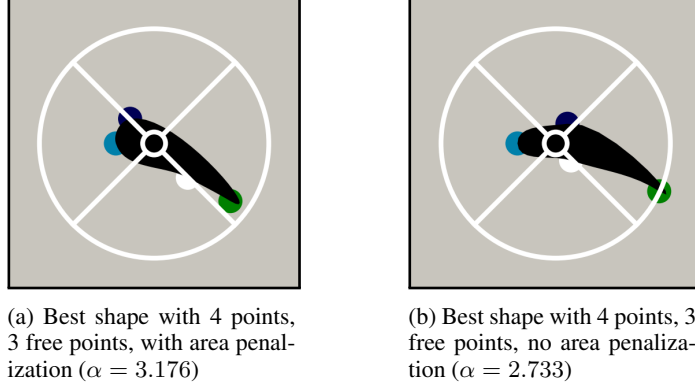 (a) Best shape with 4 points,
3 free points, with area penal-
ization (α = 3.176)
(b) Best shape with 4 points, 3
free points, no area penaliza-
tion (α = 2.733)